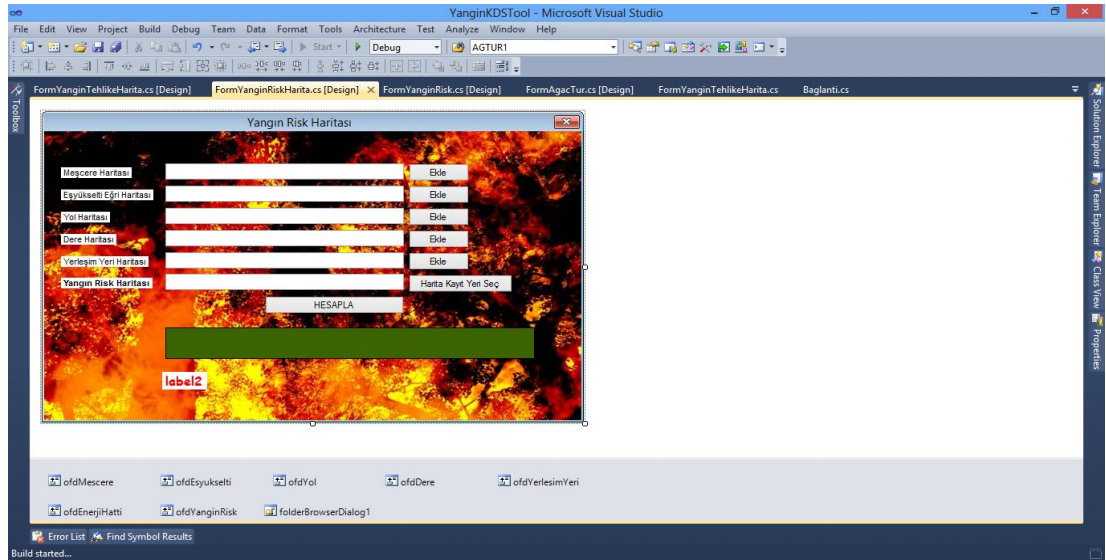 YanginKDSTool - Microsoft Visual Studio
File Edit View Project Build Debug Team Data Format Tools Architecture Test Analyze Window Help
Start Debug AGTUR1
FormYanginTehlikeHarita.cs [Design] FormYanginRiskHarita.cs [Design] FormYanginRisk.cs [Design] FormAgacTur.cs [Design] FormYanginTehlikeHarita.cs Baglanti.cs
Toolbox
Yangın Risk Haritası
Meşcere Haritası Ekle
Eşyükselti Eğri Haritası Ekle
Yol Haritası Ekle
Dere Haritası Ekle
Yerleşim Yeri Haritası Ekle
Yangın Risk Haritası Harita Kayıt Yeri Seç
HESAPLA
label2
Solution Explorer
Team Explorer
Class View
Properties
ofdMescere ofdEsyukselti ofdYol ofdDere ofdYerlesimYeri
ofdEnerjiHatti ofdYanginRisk folderBrowserDialog1
Error List Find Symbol Results
Build started...